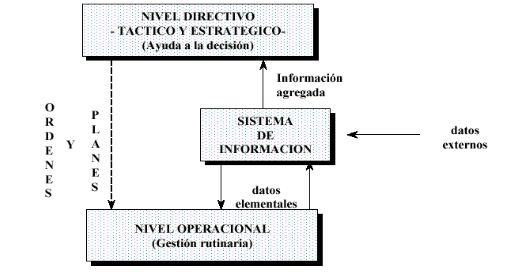 NIVEL DIRECTIVO
- TACTICO Y ESTRATEGICO-
(Ayuda a la decisión)
Información
agregada
ORDENES
Y
PLANES
SISTEMA
DE
INFORMACION
datos
externos
datos
elementales
NIVEL OPERACIONAL
(Gestión rutinaria)